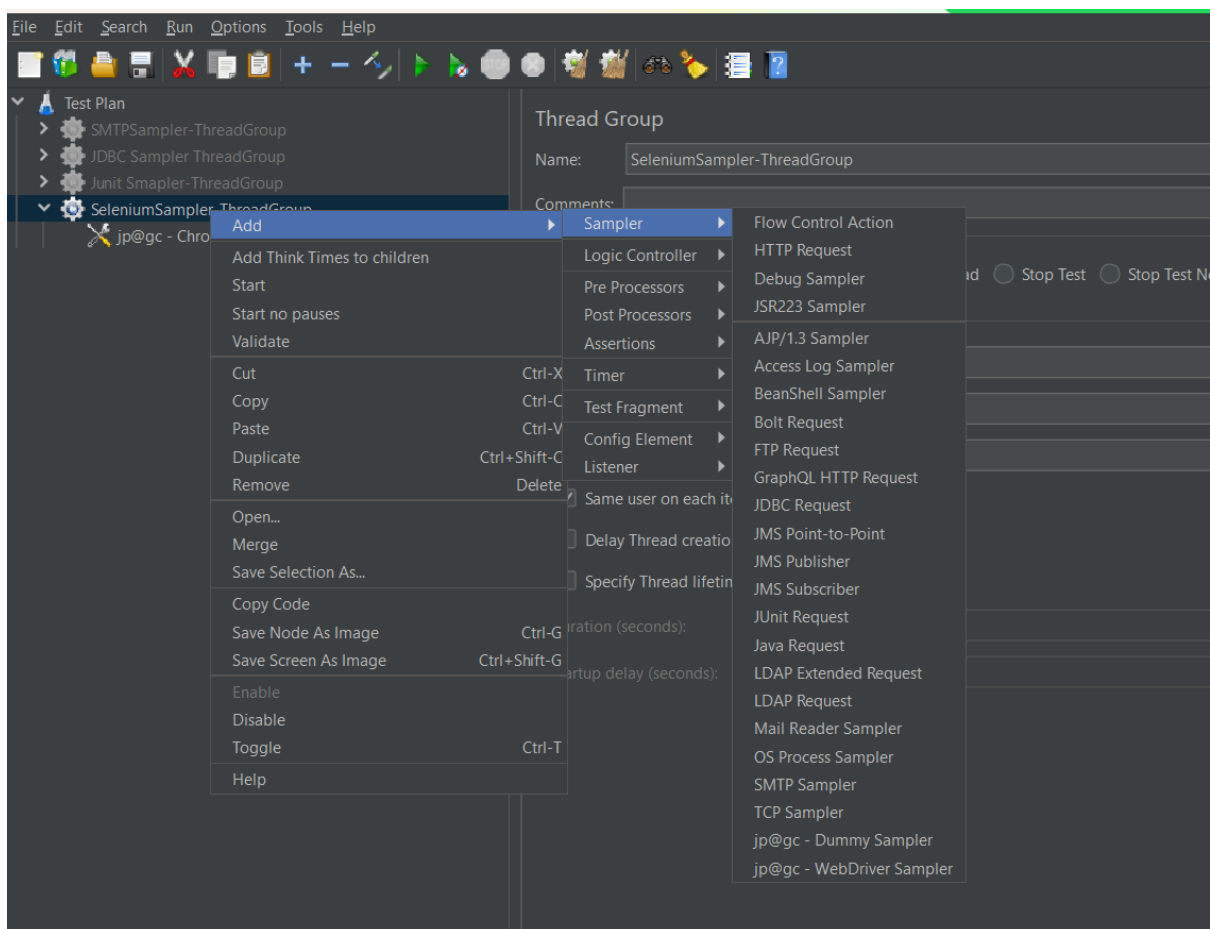 File Edit Search Run Options Tools Help
STOP
Test Plan
SMTPSampler-ThreadGroup
JDBC Sampler ThreadGroup
Junit Smapler-ThreadGroup
SeleniumSampler-ThreadGroup
jp@gc - Chro
Add
Add Think Times to children
Start
Start no pauses
Validate
Cut Ctrl-X
Copy Ctrl-C
Paste Ctrl-V
Duplicate Ctrl+Shift-C
Remove Delete
Open...
Merge
Save Selection As...
Copy Code
Save Node As Image Ctrl-G
Save Screen As Image Ctrl+Shift-G
Enable
Disable
Toggle Ctrl-T
Help
Thread Group
Name: SeleniumSampler-ThreadGroup
Comments:
Sampler
Logic Controller
Pre Processors
Post Processors
Assertions
Timer
Test Fragment
Config Element
Listener
Same user on each it
Delay Thread creatio
Specify Thread lifetin
ration (seconds):
artup delay (seconds):
Flow Control Action
HTTP Request
Debug Sampler
JSR223 Sampler
AJP/1.3 Sampler
Access Log Sampler
BeanShell Sampler
Bolt Request
FTP Request
GraphQL HTTP Request
JDBC Request
JMS Point-to-Point
JMS Publisher
JMS Subscriber
JUnit Request
Java Request
LDAP Extended Request
LDAP Request
Mail Reader Sampler
OS Process Sampler
SMTP Sampler
TCP Sampler
jp@gc - Dummy Sampler
jp@gc - WebDriver Sampler
ad Stop Test Stop Test N